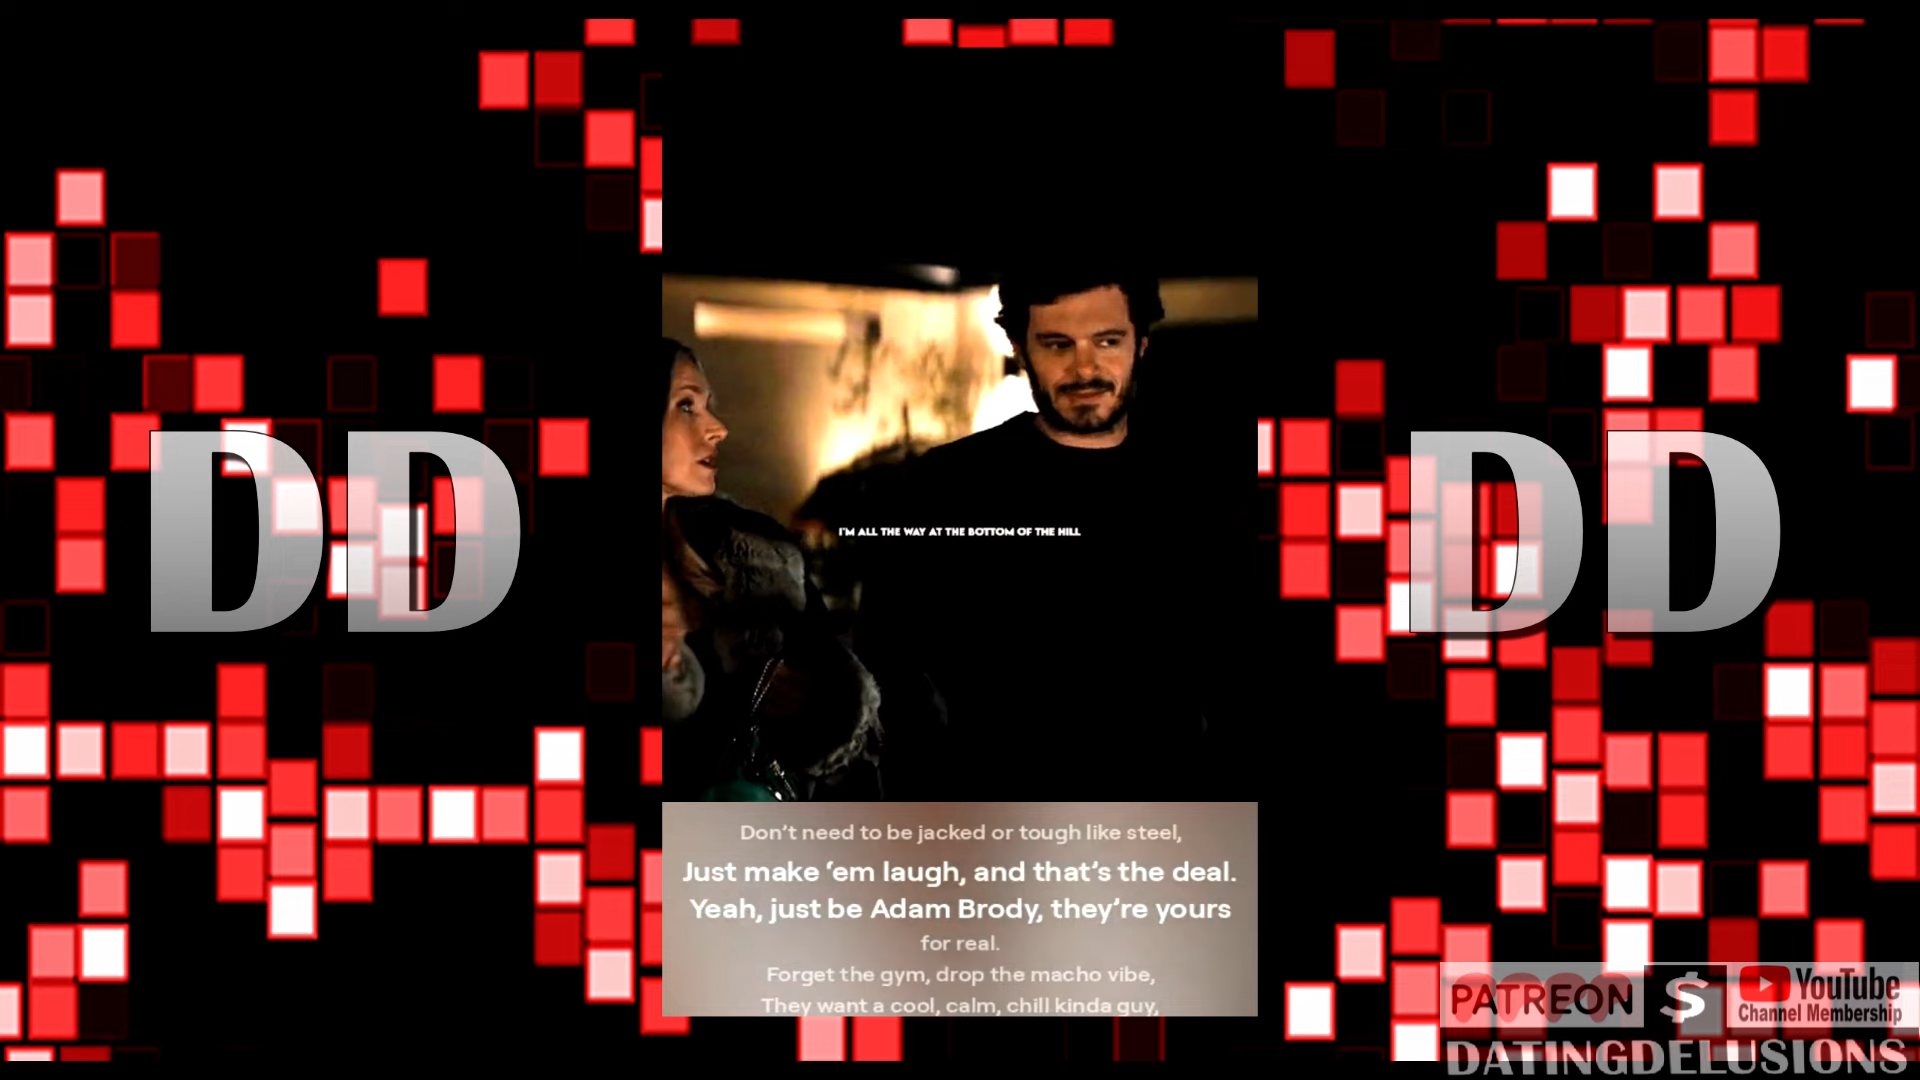 DD
DD
I'M ALL THE WAY AT THE BOTTOM OF THE HILL
Don't need to be jacked or tough like steel,
Just make 'em laugh, and that's the deal.
Yeah, just be Adam Brody, they're yours
for real.
Forget the gym, drop the macho vibe,
They want a cool, calm, chill kinda guy,
PATREON $ YouTube
Channel Membership
DATINGDELUSIONS